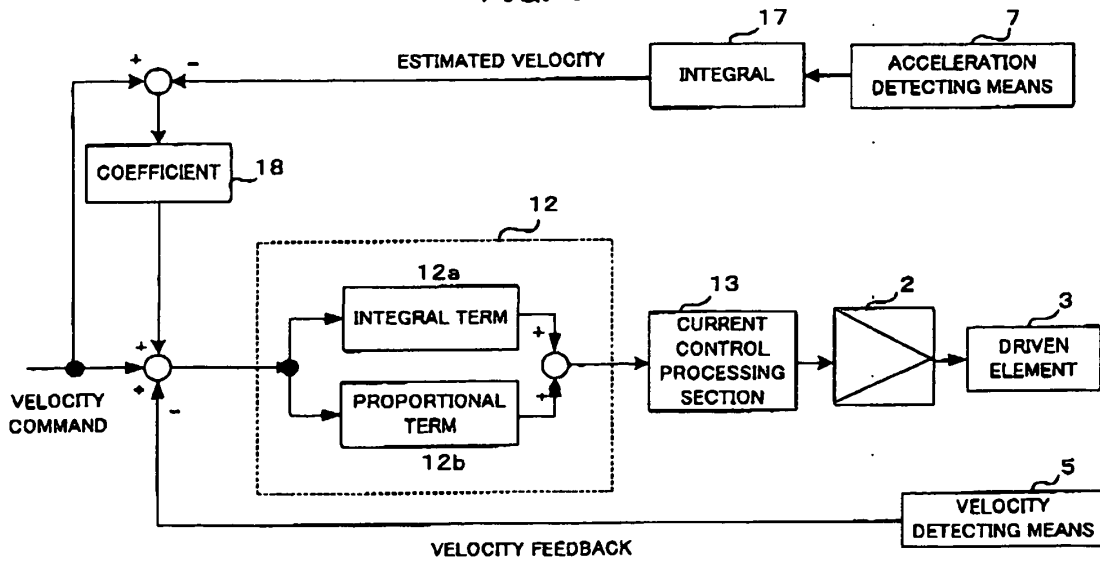 17
7
+
-
ESTIMATED VELOCITY
INTEGRAL
ACCELERATION
DETECTING MEANS
COEFFICIENT
18
12
12a
INTEGRAL TERM
+
13
CURRENT
CONTROL
PROCESSING
SECTION
2
3
DRIVEN
ELEMENT
+
+
-
VELOCITY
COMMAND
PROPORTIONAL
TERM
+
12b
5
VELOCITY
DETECTING MEANS
VELOCITY FEEDBACK